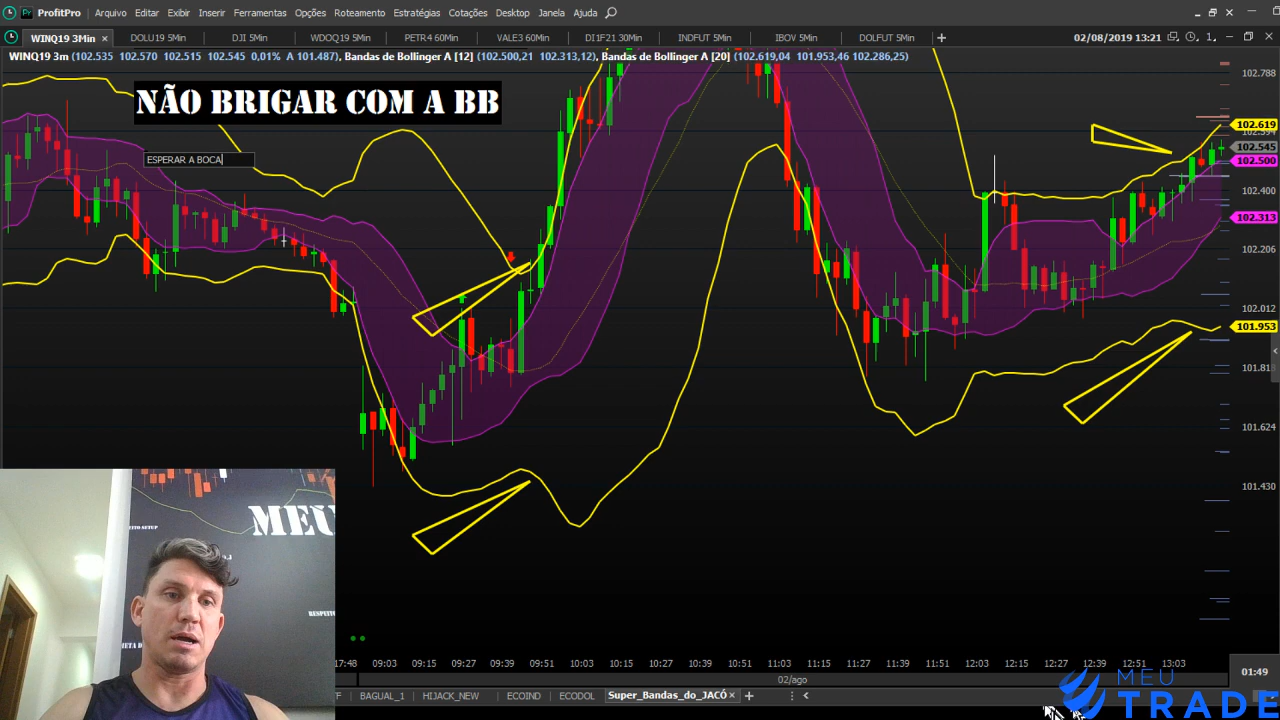 ProfitPro Arquivo Editar Exibir Inserir Ferramentas Opções Roteamento Estratégias Cotações Desktop Janela Ajuda
WINQ19 3Min DOLU19 5Min DJI 5Min WDOQ19 5Min PETR4 60Min VALE3 60Min DI1F21 30Min INDFUT 5Min IBOV 5Min DOLFUT 5Min 02/08/2019 13:21
WINQ19 3m (102.535 102.570 102.515 102.545 0,01% A 101.487), Bandas de Bollinger A [12] (102.500,21 102.313,12), Bandas de Bollinger A [20] (102.619,04 101.953,46 102.286,25)
102.788
NÃO BRIGAR COM A BB
102.619
102.594
102.545
ESPERAR A BOCA
102.500
102.400
102.313
102.206
102.012
101.953
101.818
101.624
101.430
MEU
META D
17:48 09:03 09:15 09:27 09:39 09:51 10:03 10:15 10:27 10:39 10:51 11:03 11:15 11:27 11:39 11:51 12:03 12:15 12:27 12:39 12:51 13:03
01:49
02/ago
BAGUAL_1 HIJACK_NEW ECOIND ECODOL Super_Bandas_do_JACÓ
MEU
TRADE